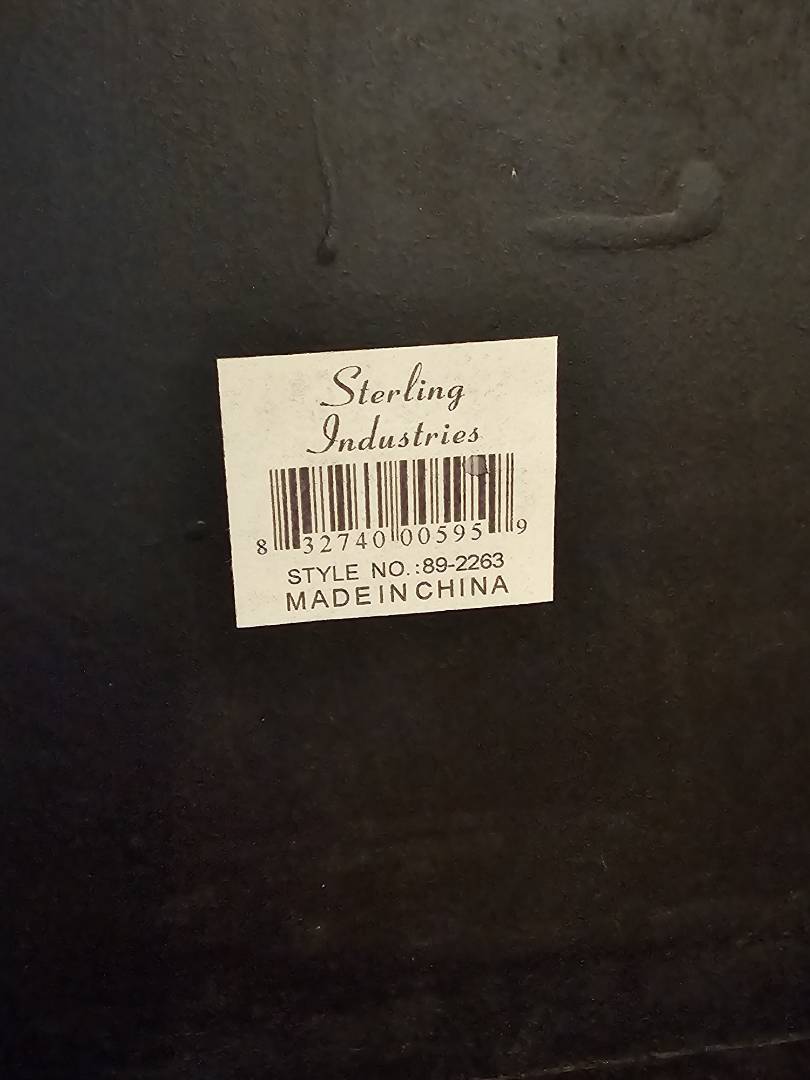 Sterling
Industries
8 32740 00595 9
STYLE NO.:89-2263
MADE IN CHINA